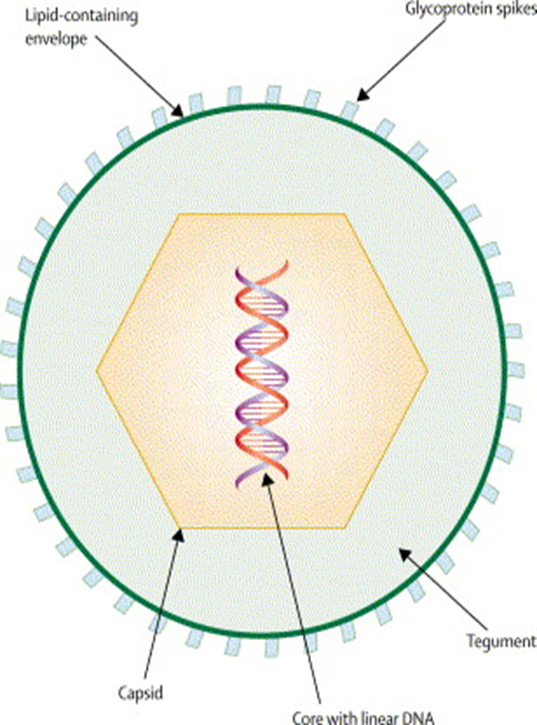 Lipid-containing
envelope
Glycoprotein spikes
Tegument
Capsid
Core with linear DNA